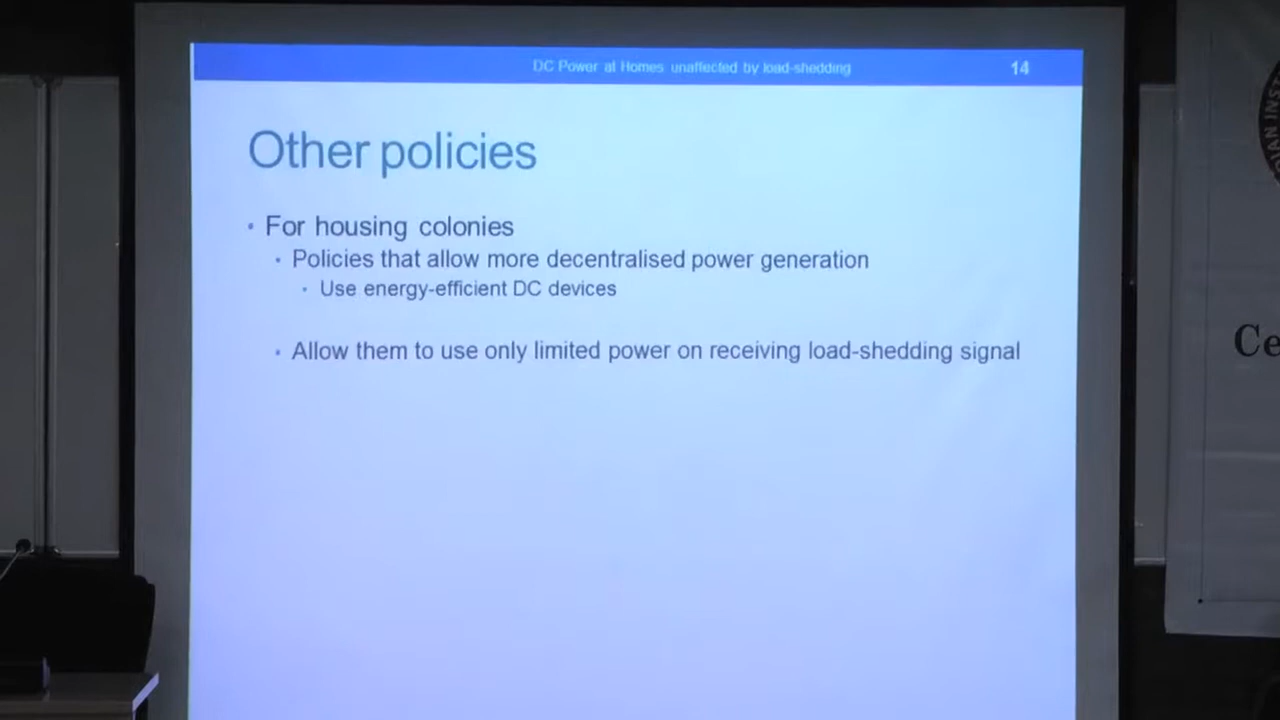 DC Power at Homes unaffected by load-shedding 14
Other policies
• For housing colonies
• Policies that allow more decentralised power generation
• Use energy-efficient DC devices
• Allow them to use only limited power on receiving load-shedding signal